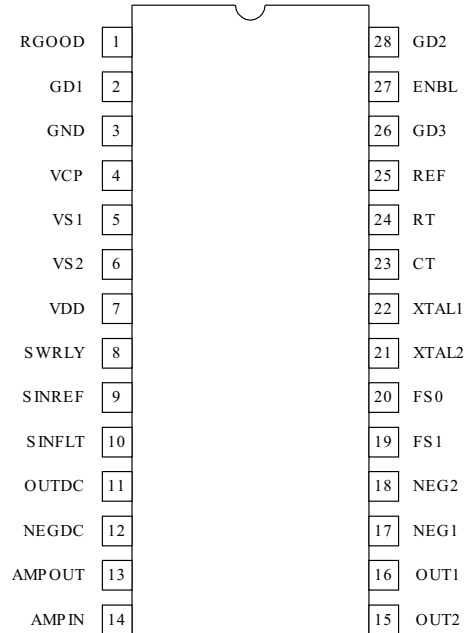 RGOOD 1 28 GD2
GD1 2 27 ENBL
GND 3 26 GD3
VCP 4 25 REF
VS1 5 24 RT
VS2 6 23 CT
VDD 7 22 XTAL1
SWRLY 8 21 XTAL2
SINREF 9 20 FS0
SINFLT 10 19 FS1
OUTDC 11 18 NEG2
NEGDC 12 17 NEG1
AMPOUT 13 16 OUT1
AMPIN 14 15 OUT2